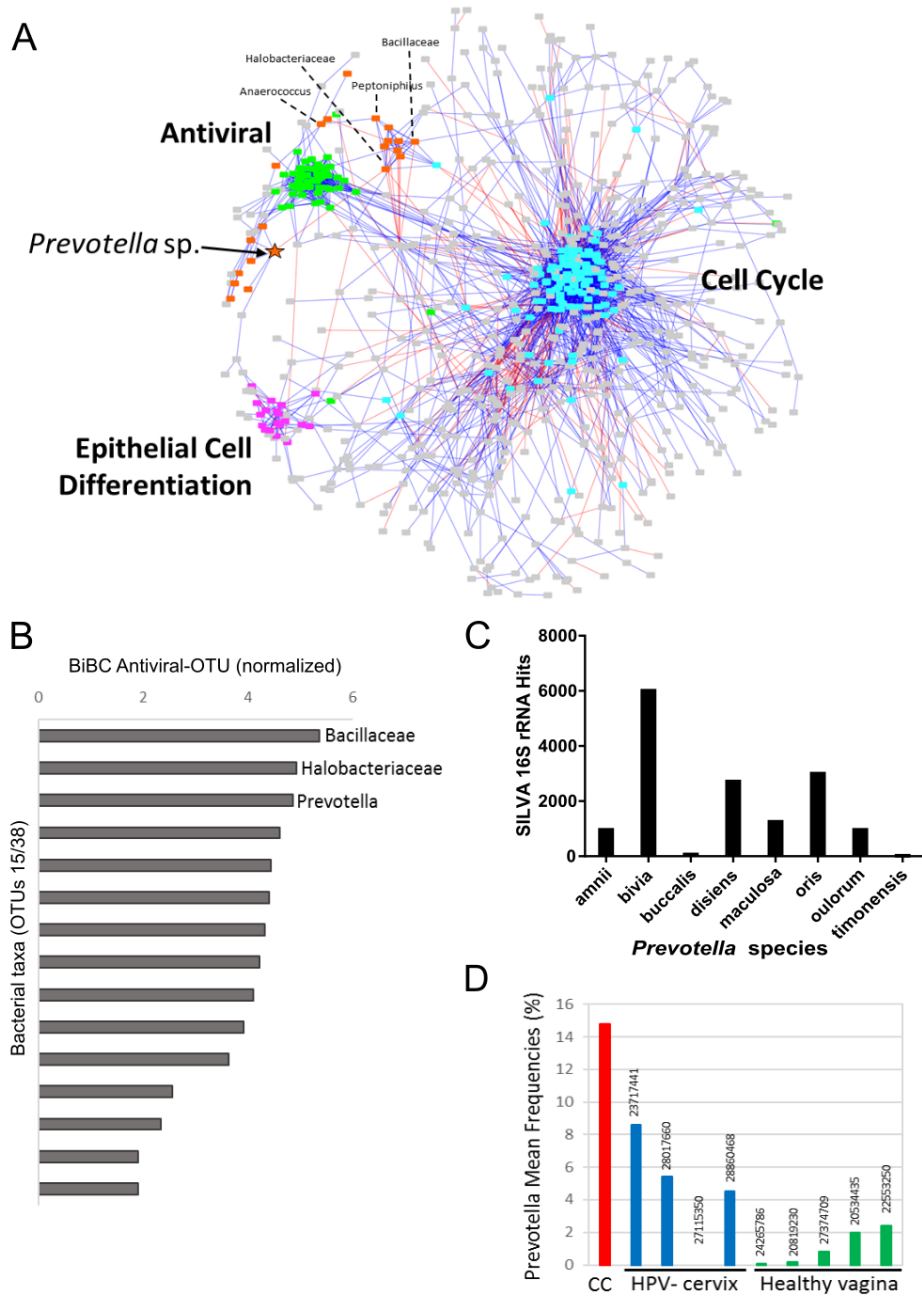 A
Halobacteriaceae
Bacillaceae
Anaerococcus
Peptoniphilus
Antiviral
Prevotella sp.
Cell Cycle
Epithelial Cell
Differentiation
B
BiBC Antiviral-OTU (normalized)
0 2 4 6
Bacillaceae
Halobacteriaceae
Prevotella
Bacterial taxa (OTUs 15/38)
C
SILVA 16S rRNA Hits
8000
6000
4000
2000
0
amnii
bivia
buccalis
disiens
maculosa
oris
oulorum
timonensis
Prevotella species
D
Prevotella Mean Frequencies (%)
16
14
12
10
8
6
4
2
0
23717441
28017660
27115350
28860468
24265786
20819230
27374709
20534435
22553250
CC HPV- cervix Healthy vagina